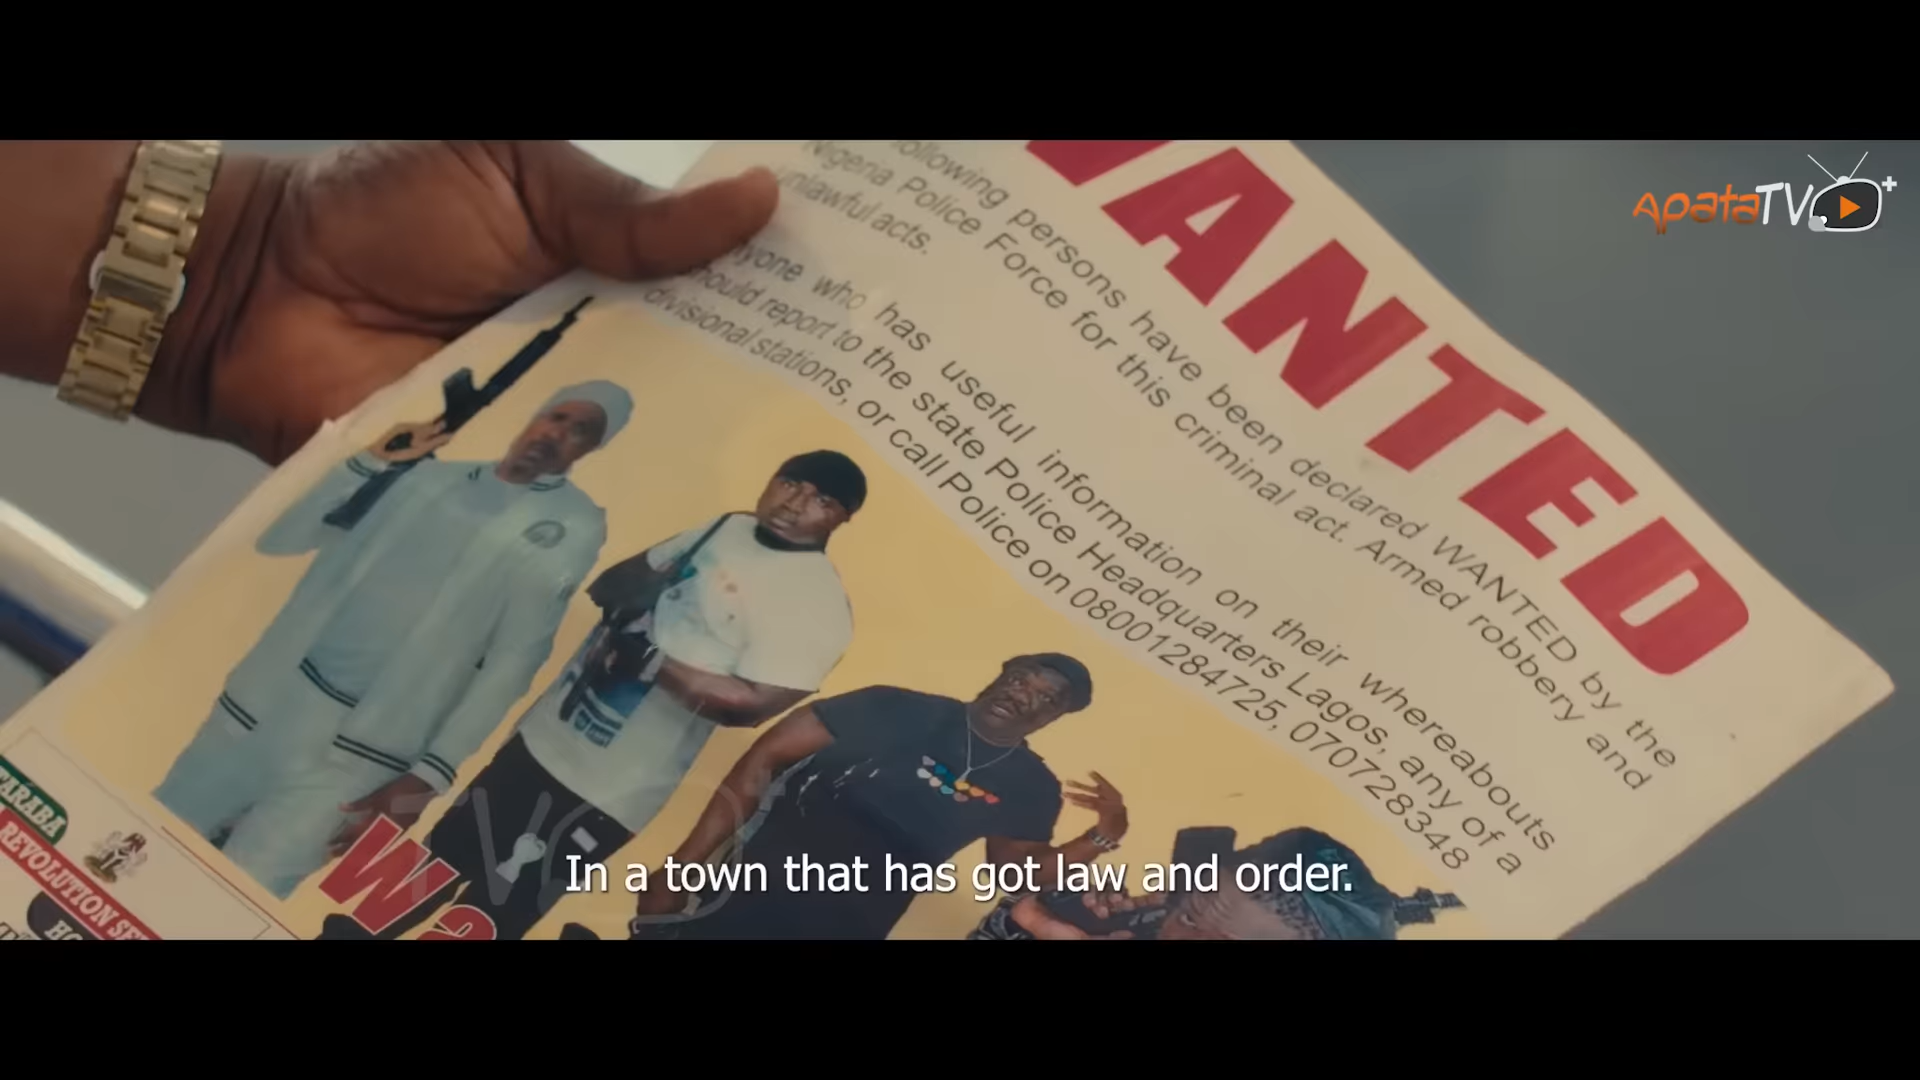 ApataTV+
WANTED
following persons have been declared WANTED by the
Nigeria Police Force for this criminal act. Armed robbery and
unlawful acts.
who has useful information on their whereabouts
should report to the state Police Headquarters Lagos, any of a
divisional stations, or call Police on 08001284725, 070728348
TARABA
REVOLUTION
In a town that has got law and order.